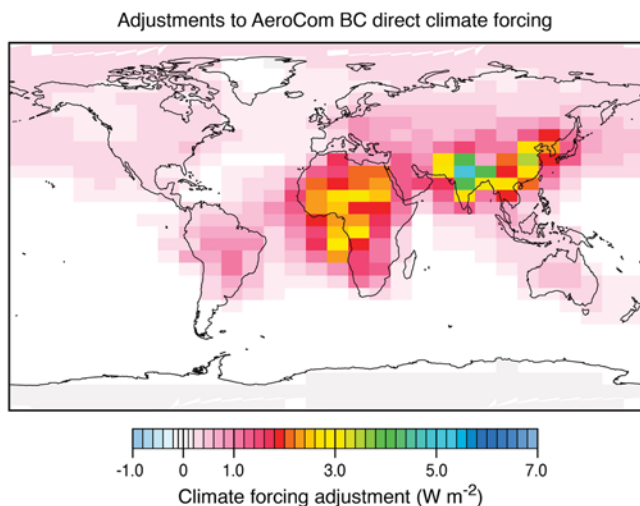 Adjustments to AeroCom BC direct climate forcing
-1.0 0 1.0 3.0 5.0 7.0
Climate forcing adjustment (W m⁻²)